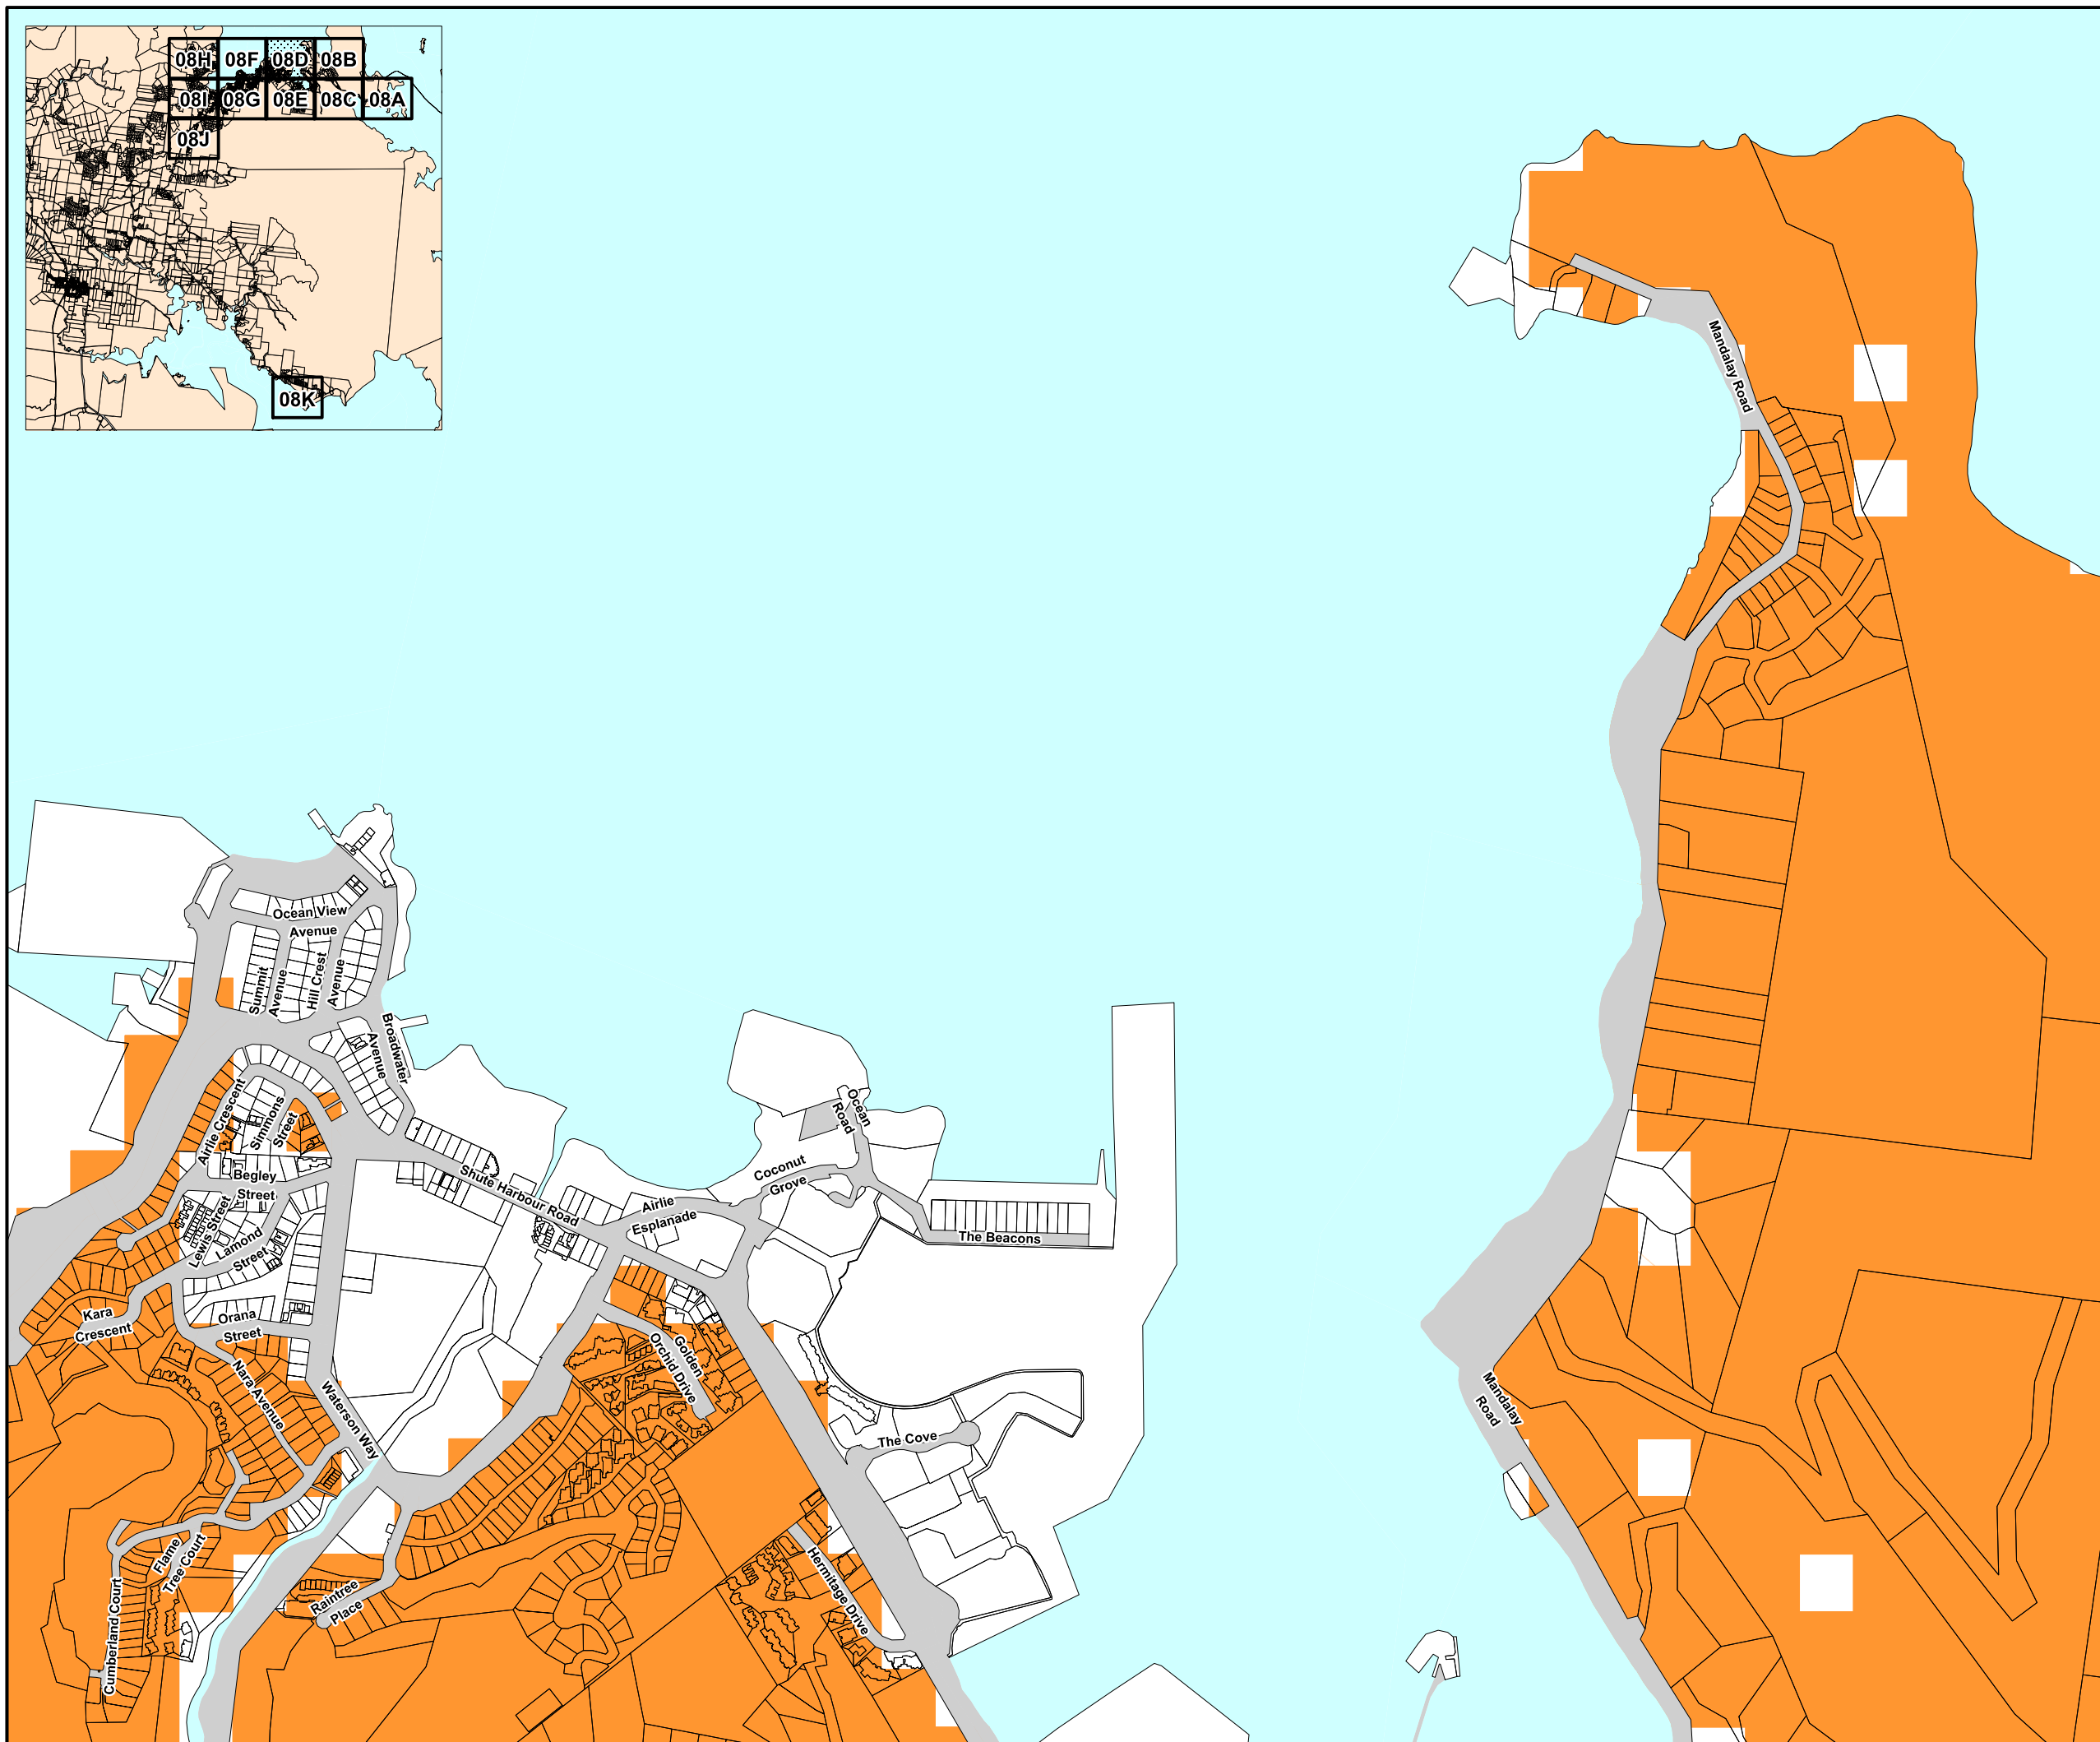 08H 08F 08D 08B
08I 08G 08E 08C 08A
08J
08K
Mandalay Road
Ocean View
Avenue
Summit
Avenue
Hill Crest
Avenue
Broadwater
Avenue
Airlie Crescent
Simmons
Street
Begley
Street
Lewis Street
Lamond
Street
Shute Harbour Road
Airlie
Esplanade
Coconut
Grove
Ocean
Road
The Beacons
Kara
Crescent
Orana
Street
Nara Avenue
Waterson Way
Golden
Orchid Drive
The Cove
Mandalay
Road
Hermitage Drive
Flame
Tree Court
Cumberland Court
Raintree
Place